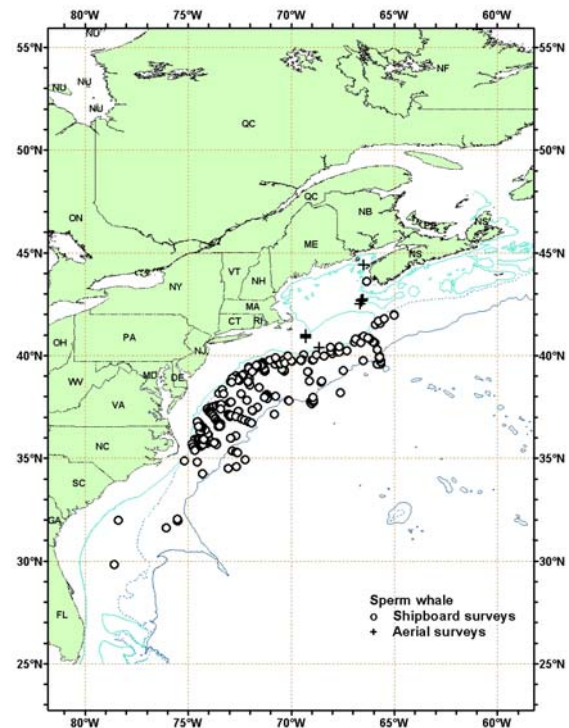 80°W 75°W 70°W 65°W 60°W
55°N 55°N
NF
NU
NU
NU
QC
50°N 50°N
QC
ON NB
ME NS
45°N NS 45°N
VT
NH
NY
MA
CT RI
PA
OH NJ
40°N 40°N
MD DE
WV
VA
NC
35°N 35°N
SC
GA
30°N 30°N
Sperm whale
Shipboard surveys
FL Aerial surveys
25°N 25°N
80°W 75°W 70°W 65°W 60°W